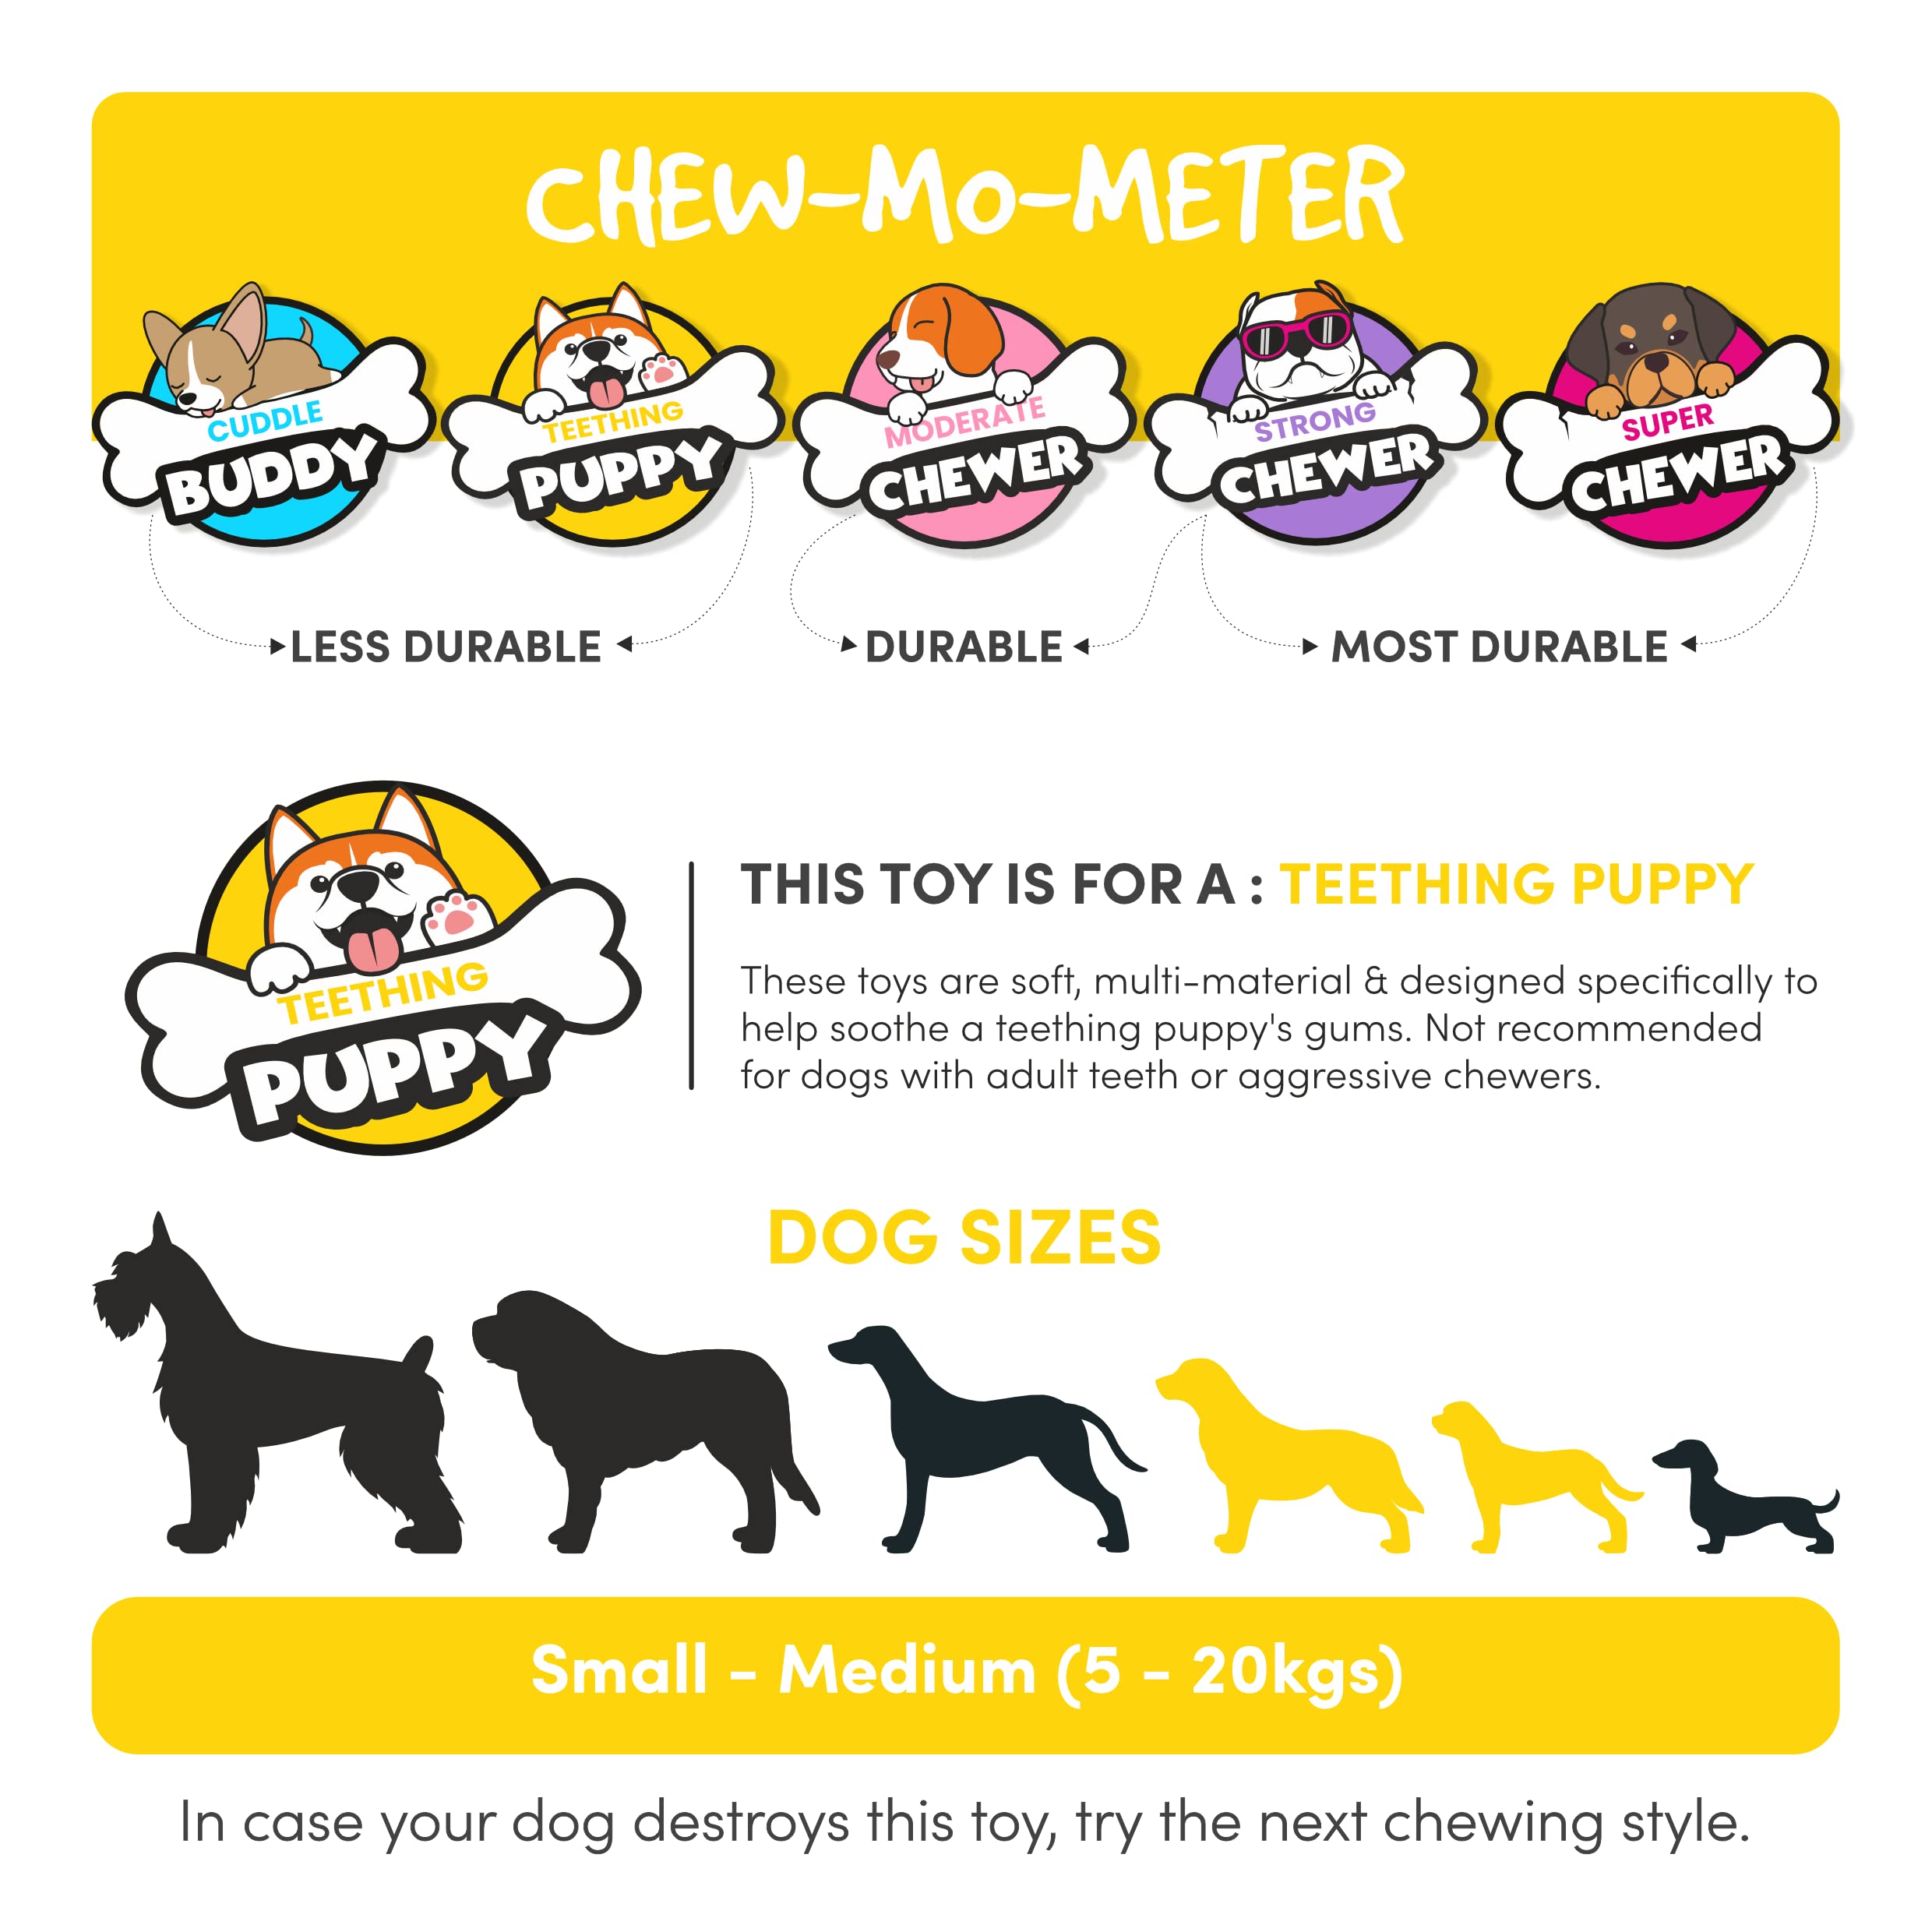 CHEW-MO-METER
CUDDLE
BUDDY
TEETHING
PUPPY
MODERATE
CHEWER
STRONG
CHEWER
SUPER
CHEWER
LESS DURABLE
DURABLE
MOST DURABLE
TEETHING
PUPPY
THIS TOY IS FOR A : TEETHING PUPPY
These toys are soft, multi-material & designed specifically to
help soothe a teething puppy's gums. Not recommended
for dogs with adult teeth or aggressive chewers.
DOG SIZES
Small - Medium (5 - 20kgs)
In case your dog destroys this toy, try the next chewing style.